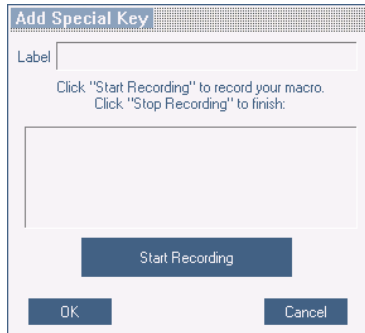 Add Special Key
Label
Click "Start Recording" to record your macro.
Click "Stop Recording" to finish:
Start Recording
OK
Cancel